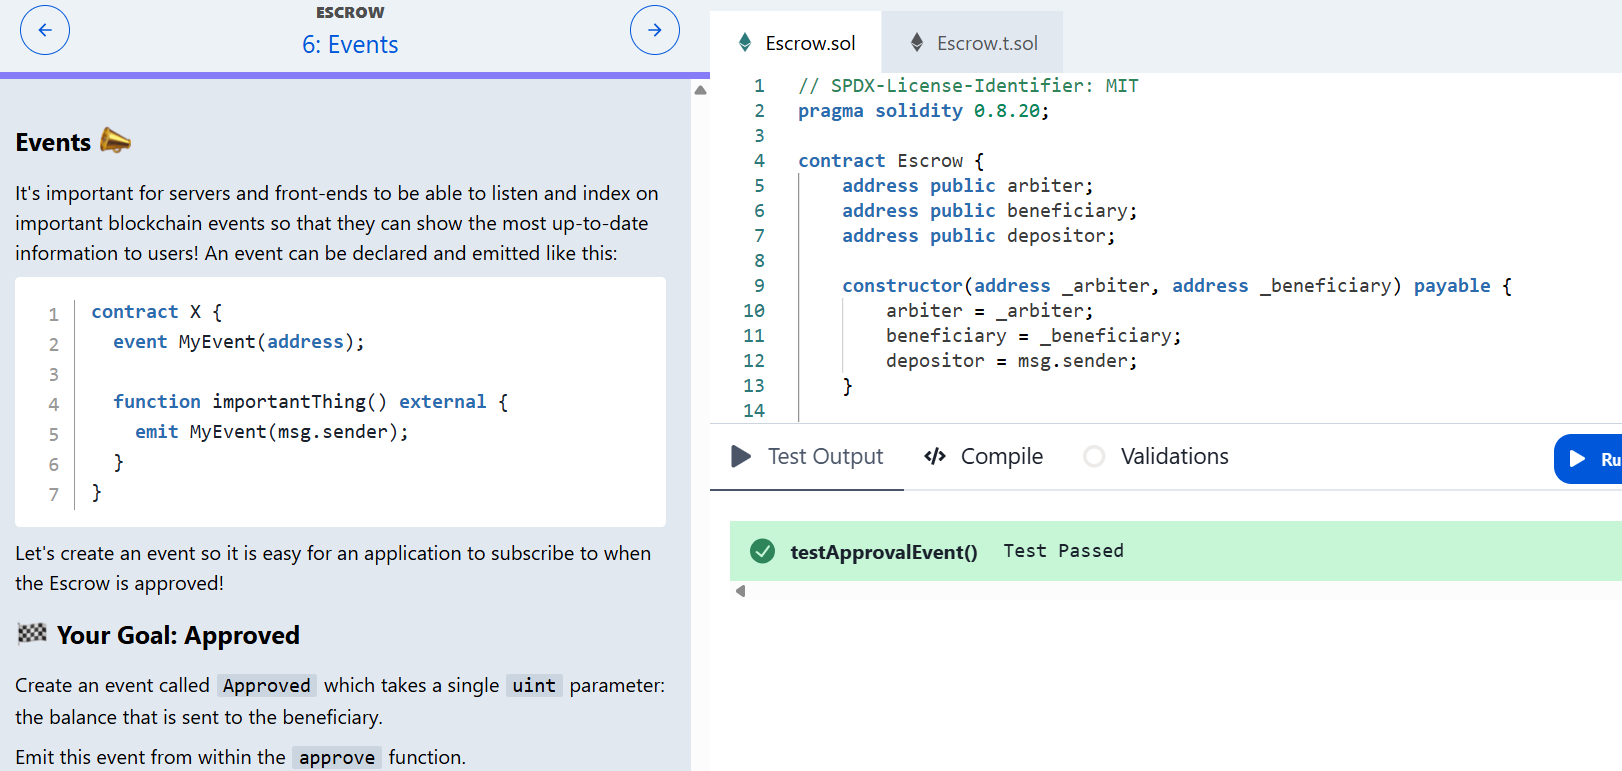 ESCROW
6: Events
Events
It's important for servers and front-ends to be able to listen and index on
important blockchain events so that they can show the most up-to-date
information to users! An event can be declared and emitted like this:
1 contract X {
2   event MyEvent(address);
3
4   function importantThing() external {
5     emit MyEvent(msg.sender);
6   }
7 }
Let's create an event so it is easy for an application to subscribe to when
the Escrow is approved!
Your Goal: Approved
Create an event called Approved which takes a single uint parameter:
the balance that is sent to the beneficiary.
Emit this event from within the approve function.
Escrow.sol
Escrow.t.sol
1 // SPDX-License-Identifier: MIT
2 pragma solidity 0.8.20;
3
4 contract Escrow {
5     address public arbiter;
6     address public beneficiary;
7     address public depositor;
8
9     constructor(address _arbiter, address _beneficiary) payable {
10         arbiter = _arbiter;
11         beneficiary = _beneficiary;
12         depositor = msg.sender;
13     }
14
Test Output
</> Compile
Validations
Ru
testApprovalEvent() Test Passed